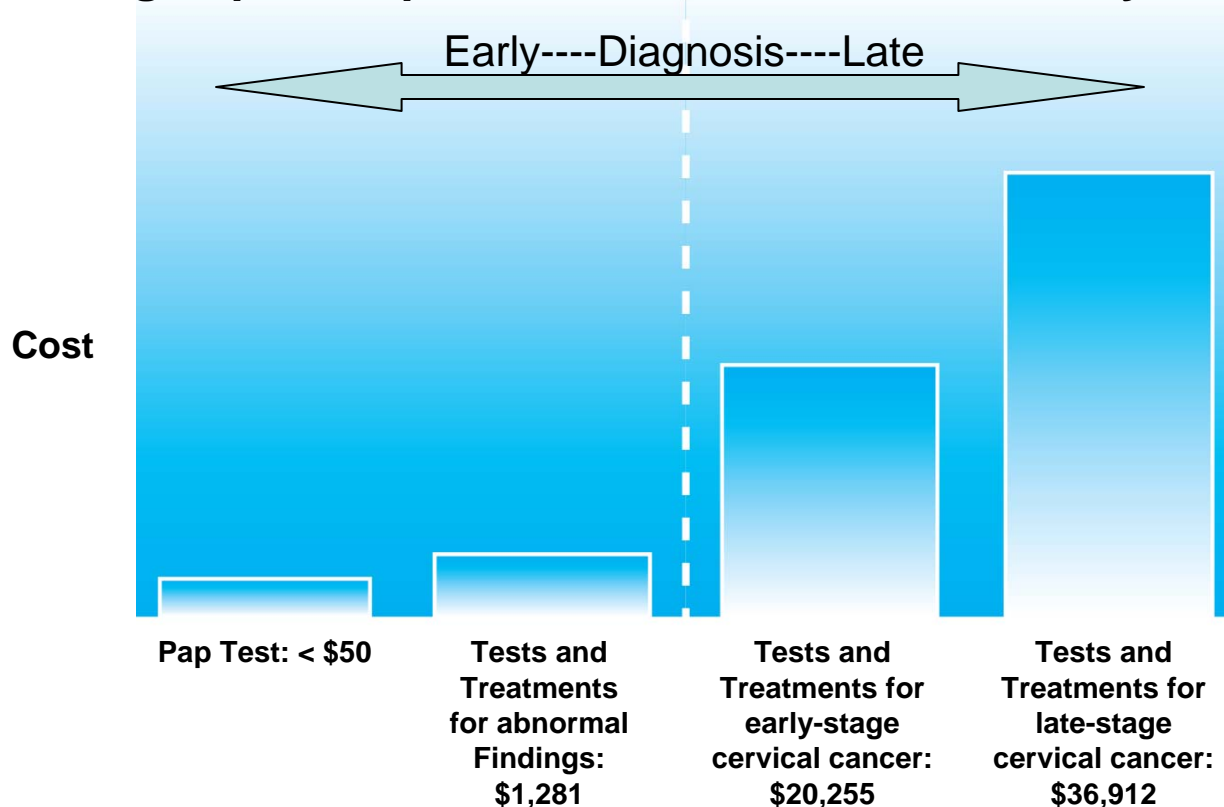 Early----Diagnosis----Late
Cost
Pap Test: < $50
Tests and
Treatments
for abnormal
Findings:
$1,281
Tests and
Treatments for
early-stage
cervical cancer:
$20,255
Tests and
Treatments for
late-stage
cervical cancer:
$36,912